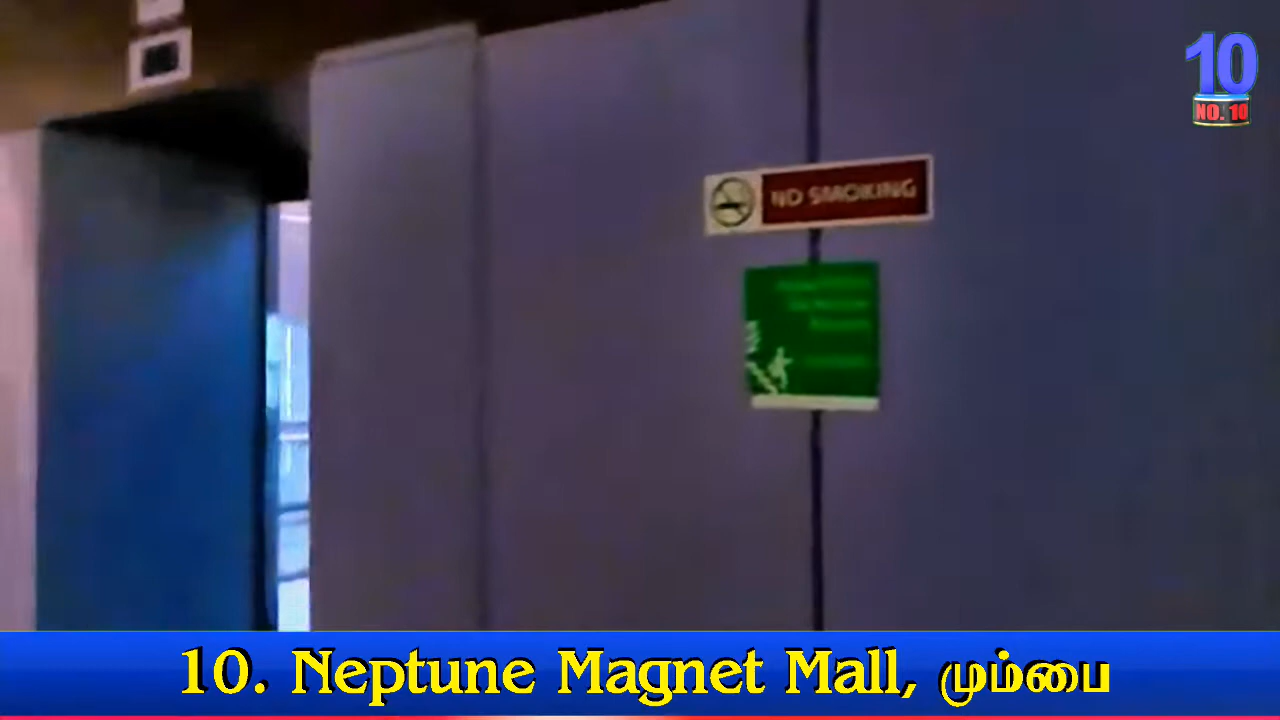 10
NO. 10
NO SMOKING
10. Neptune Magnet Mall, மும்பை